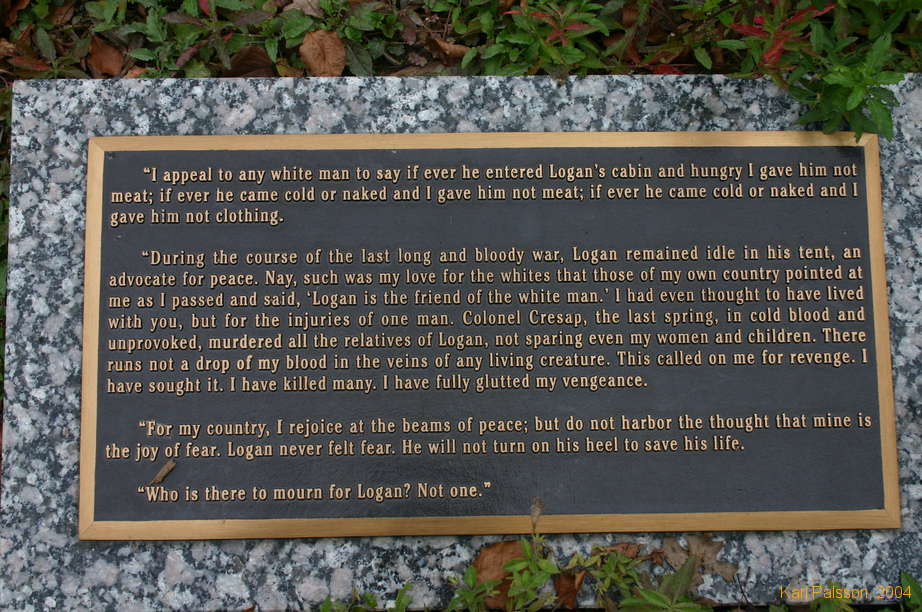 “I appeal to any white man to say if ever he entered Logan’s cabin and hungry I gave him not
meat; if ever he came cold or naked and I gave him not meat; if ever he came cold or naked and I
gave him not clothing.
“During the course of the last long and bloody war, Logan remained idle in his tent, an
advocate for peace. Nay, such was my love for the whites that those of my own country pointed at
me as I passed and said, ‘Logan is the friend of the white man.’ I had even thought to have lived
with you, but for the injuries of one man. Colonel Cresap, the last spring, in cold blood and
unprovoked, murdered all the relatives of Logan, not sparing even my women and children. There
runs not a drop of my blood in the veins of any living creature. This called on me for revenge. I
have sought it. I have killed many. I have fully glutted my vengeance.
“For my country, I rejoice at the beams of peace; but do not harbor the thought that mine is
the joy of fear. Logan never felt fear. He will not turn on his heel to save his life.
“Who is there to mourn for Logan? Not one.”
Karl Palsson, 2004